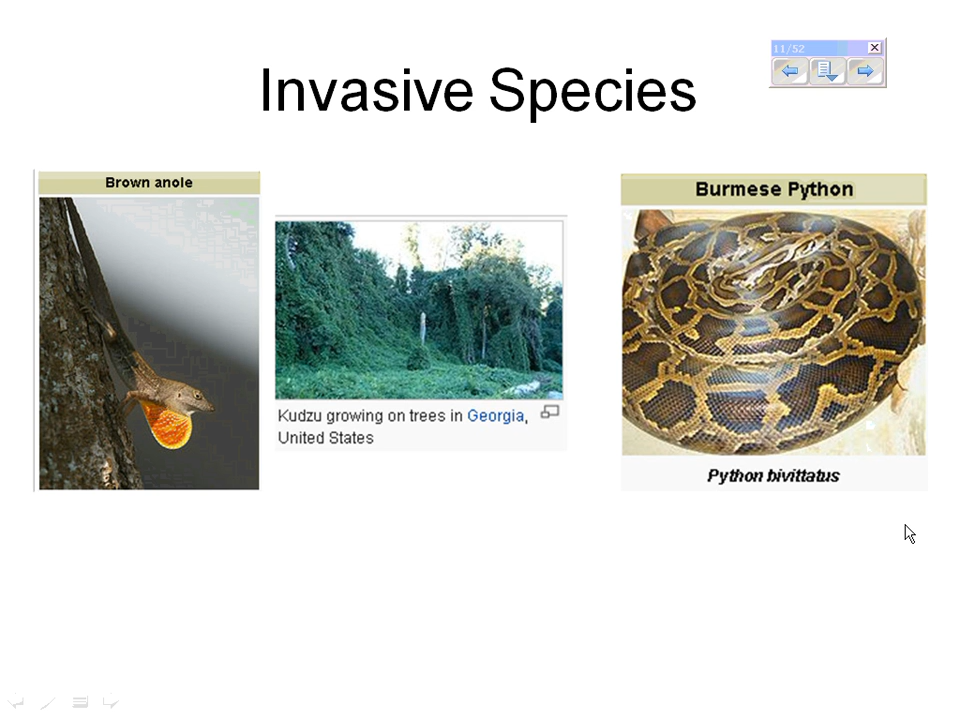 11/52
Invasive Species
Brown anole
Kudzu growing on trees in Georgia,
United States
Burmese Python
Python bivittatus